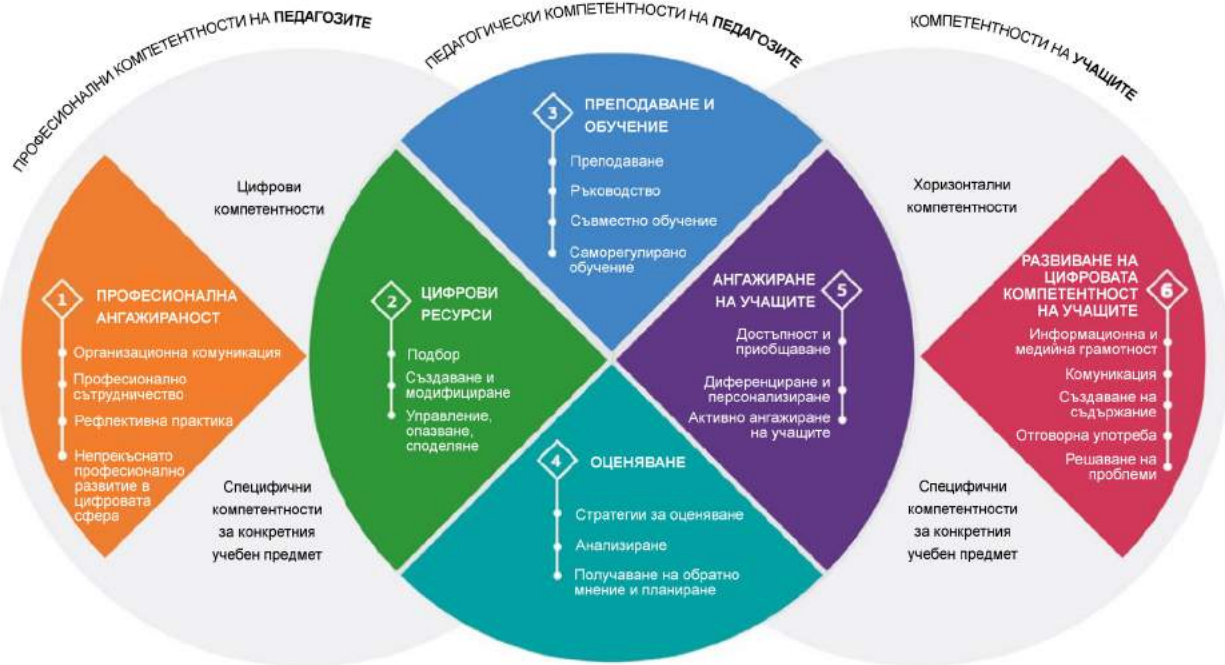 ПРОФЕСИОНАЛНИ КОМПЕТЕНТНОСТИ НА ПЕДАГОЗИТЕ
ПЕДАГОГИЧЕСКИ КОМПЕТЕНТНОСТИ НА ПЕДАГОЗИТЕ
КОМПЕТЕНТНОСТИ НА УЧАЩИТЕ
Цифрови
компетентности
1
ПРОФЕСИОНАЛНА
АНГАЖИРАНОСТ
Организационна комуникация
Професионално
сътрудничество
Рефлективна практика
Непрекъснато
професионално
развитие в
цифровата
сфера
Специфични
компетентности
за конкретния
учебен предмет
2
ЦИФРОВИ
РЕСУРСИ
Подбор
Създаване и
модифициране
Управление,
опазване,
споделяне
3
ПРЕПОДАВАНЕ И
ОБУЧЕНИЕ
Преподаване
Ръководство
Съвместно обучение
Саморегулирано
обучение
4
ОЦЕНЯВАНЕ
Стратегии за оценяване
Анализиране
Получаване на обратно
мнение и планиране
АНГАЖИРАНЕ
НА УЧАЩИТЕ
5
Достъпност и
приобщаване
Диференциране и
персонализиране
Активно ангажиране
на учащите
Хоризонтални
компетентности
РАЗВИВАНЕ НА
ЦИФРОВАТА
КОМПЕТЕНТНОСТ
НА УЧАЩИТЕ
6
Информационна и
медийна грамотност
Комуникация
Създаване на
съдържание
Отговорна употреба
Решаване на
проблеми
Специфични
компетентности
за конкретния
учебен предмет